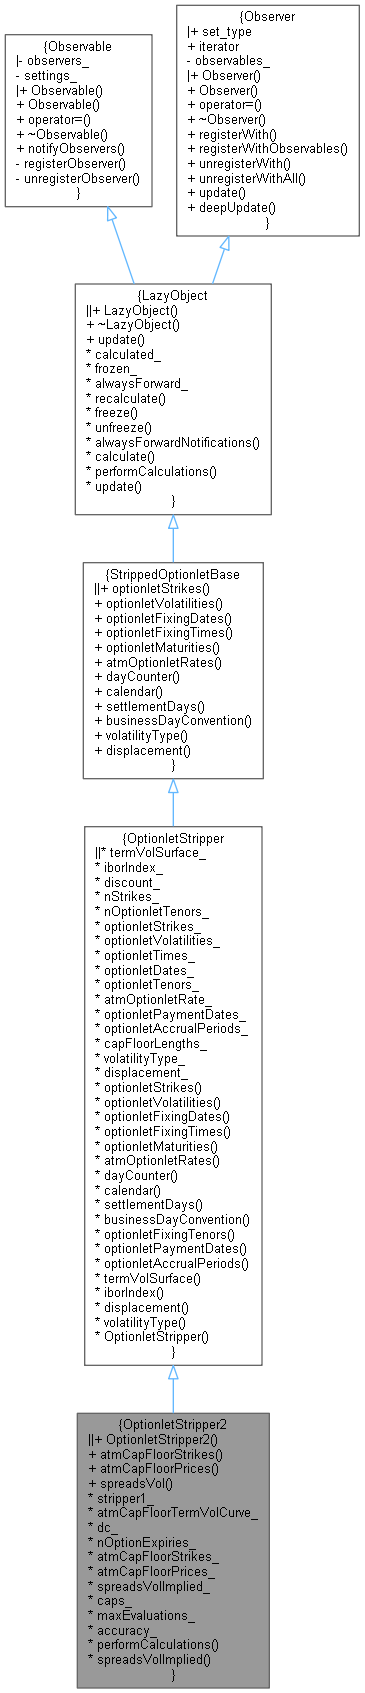 {Observable
|- observers_
- settings_
|+ Observable()
+ Observable()
+ operator=()
+ ~Observable()
+ notifyObservers()
- registerObserver()
- unregisterObserver()
}
{Observer
|+ set_type
+ iterator
- observables_
|+ Observer()
+ Observer()
+ operator=()
+ ~Observer()
+ registerWith()
+ registerWithObservables()
+ unregisterWith()
+ unregisterWithAll()
+ update()
+ deepUpdate()
}
{LazyObject
||+ LazyObject()
+ ~LazyObject()
+ update()
* calculated_
* frozen_
* alwaysForward_
* recalculate()
* freeze()
* unfreeze()
* alwaysForwardNotifications()
* calculate()
* performCalculations()
* update()
}
{StrippedOptionletBase
||+ optionletStrikes()
+ optionletVolatilities()
+ optionletFixingDates()
+ optionletFixingTimes()
+ optionletMaturities()
+ atmOptionletRates()
+ dayCounter()
+ calendar()
+ settlementDays()
+ businessDayConvention()
+ volatilityType()
+ displacement()
}
{OptionletStripper
||* termVolSurface_
* iborIndex_
* discount_
* nStrikes_
* nOptionletTenors_
* optionletStrikes_
* optionletVolatilities_
* optionletTimes_
* optionletDates_
* optionletTenors_
* atmOptionletRate_
* optionletPaymentDates_
* optionletAccrualPeriods_
* capFloorLengths_
* volatilityType_
* displacement_
* optionletStrikes()
* optionletVolatilities()
* optionletFixingDates()
* optionletFixingTimes()
* optionletMaturities()
* atmOptionletRates()
* dayCounter()
* calendar()
* settlementDays()
* businessDayConvention()
* optionletFixingTenors()
* optionletPaymentDates()
* optionletAccrualPeriods()
* termVolSurface()
* iborIndex()
* displacement()
* volatilityType()
* OptionletStripper()
}
{OptionletStripper2
||+ OptionletStripper2()
+ atmCapFloorStrikes()
+ atmCapFloorPrices()
+ spreadsVol()
* stripper1_
* atmCapFloorTermVolCurve_
* dc_
* nOptionExpiries_
* atmCapFloorStrikes_
* atmCapFloorPrices_
* spreadsVolImplied_
* caps_
* maxEvaluations_
* accuracy_
* performCalculations()
* spreadsVolImplied()
}